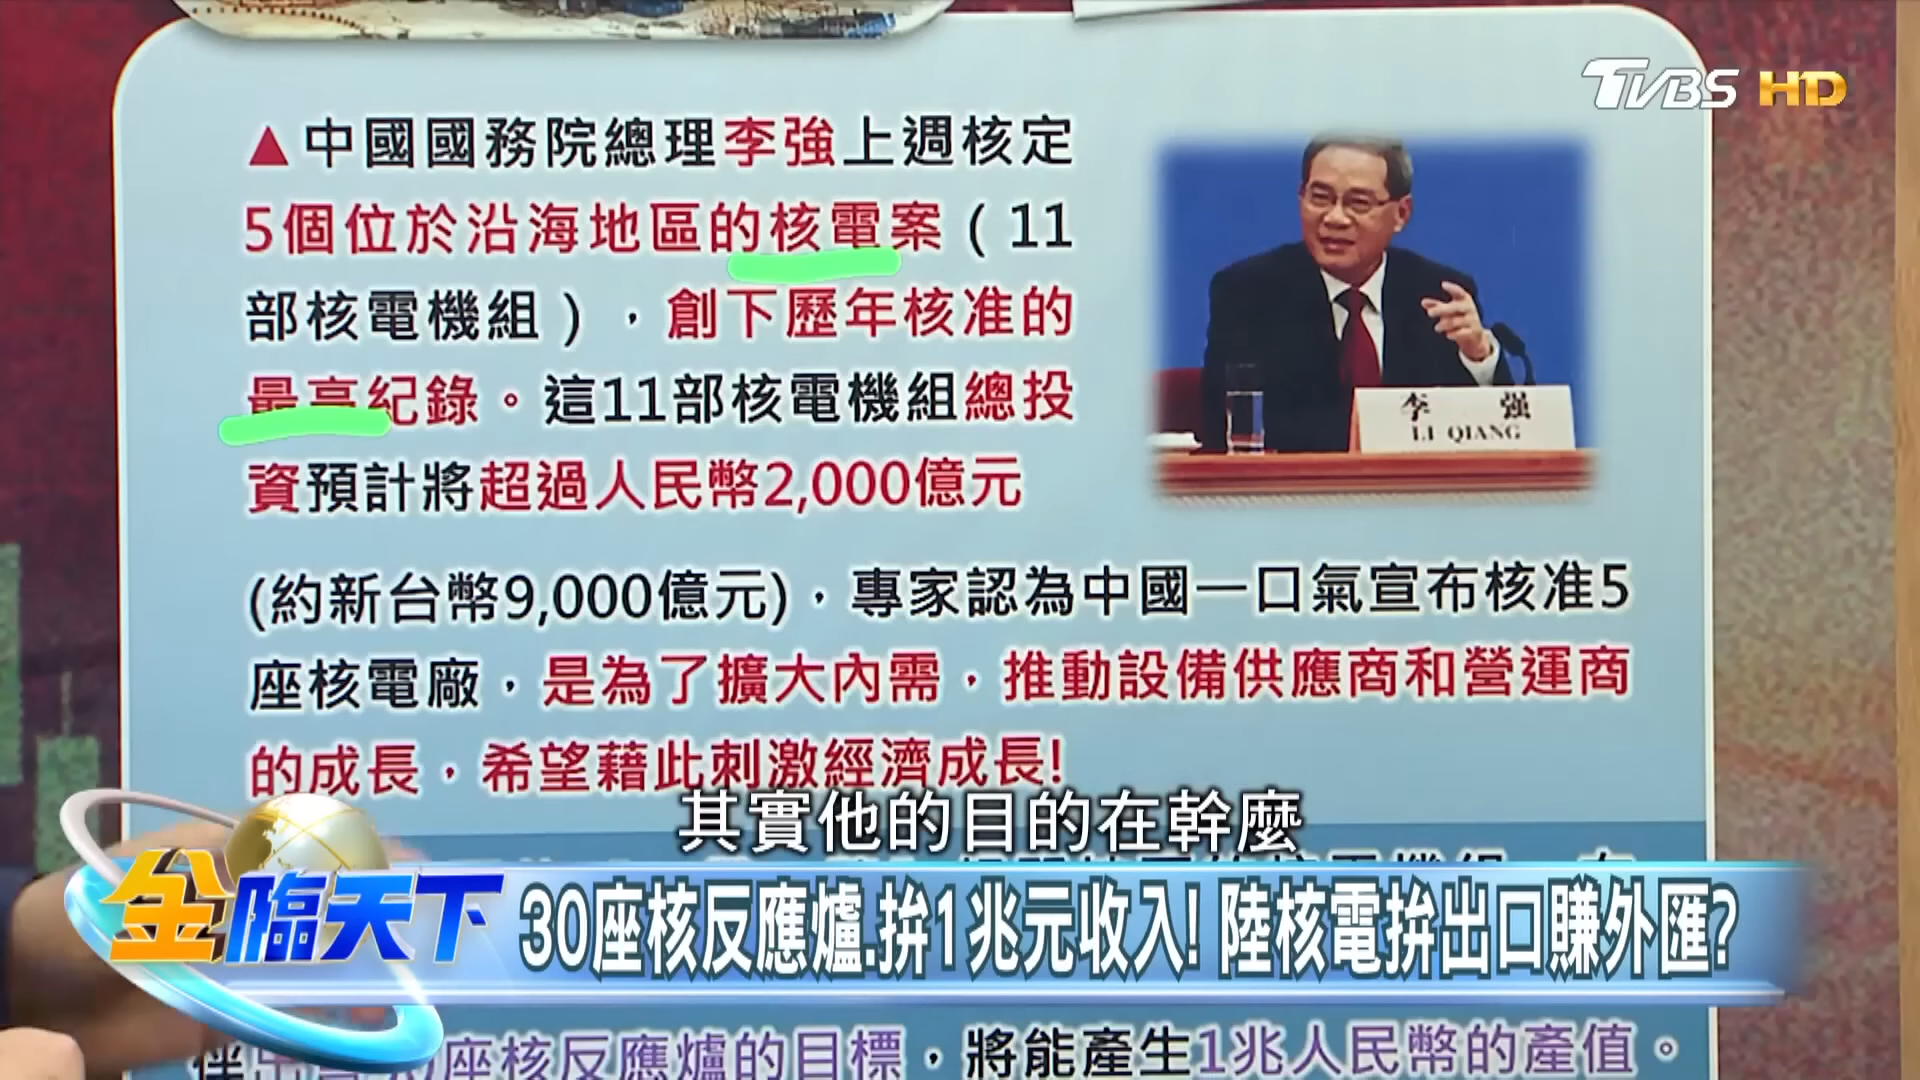 TVBS HD
▲中國國務院總理李強上週核定
5個位於沿海地區的核電案(11
部核電機組),創下歷年核准的
最高紀錄。這11部核電機組總投
資預計將超過人民幣2,000億元
李 强
LI QIANG
(約新台幣9,000億元),專家認為中國一口氣宣布核准5
座核電廠,是為了擴大內需,推動設備供應商和營運商
的成長,希望藉此刺激經濟成長!
其實他的目的在幹麼
金臨天下
30座核反應爐.拚1兆元收入! 陸核電拚出口賺外匯?
座核反應爐的目標,將能產生1兆人民幣的產值。